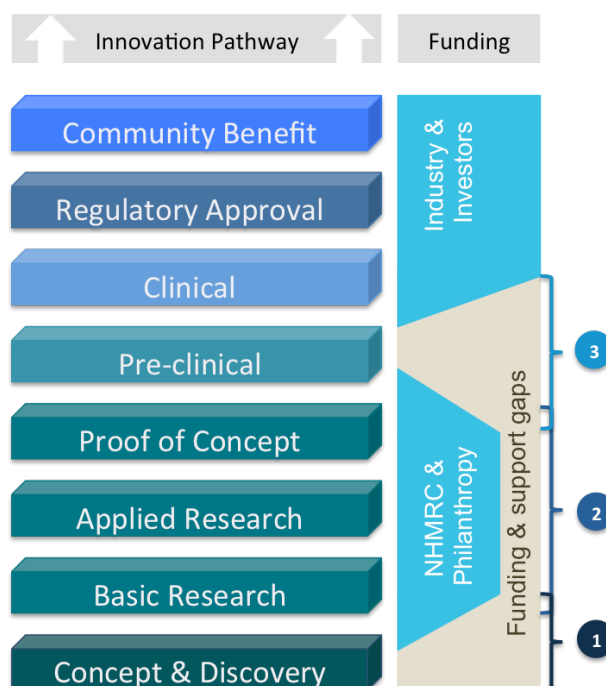 Innovation Pathway
Funding
Community Benefit
Regulatory Approval
Clinical
Pre-clinical
Proof of Concept
Applied Research
Basic Research
Concept & Discovery
Industry &
Investors
NHMRC &
Philanthropy
Funding & support gaps
3
2
1